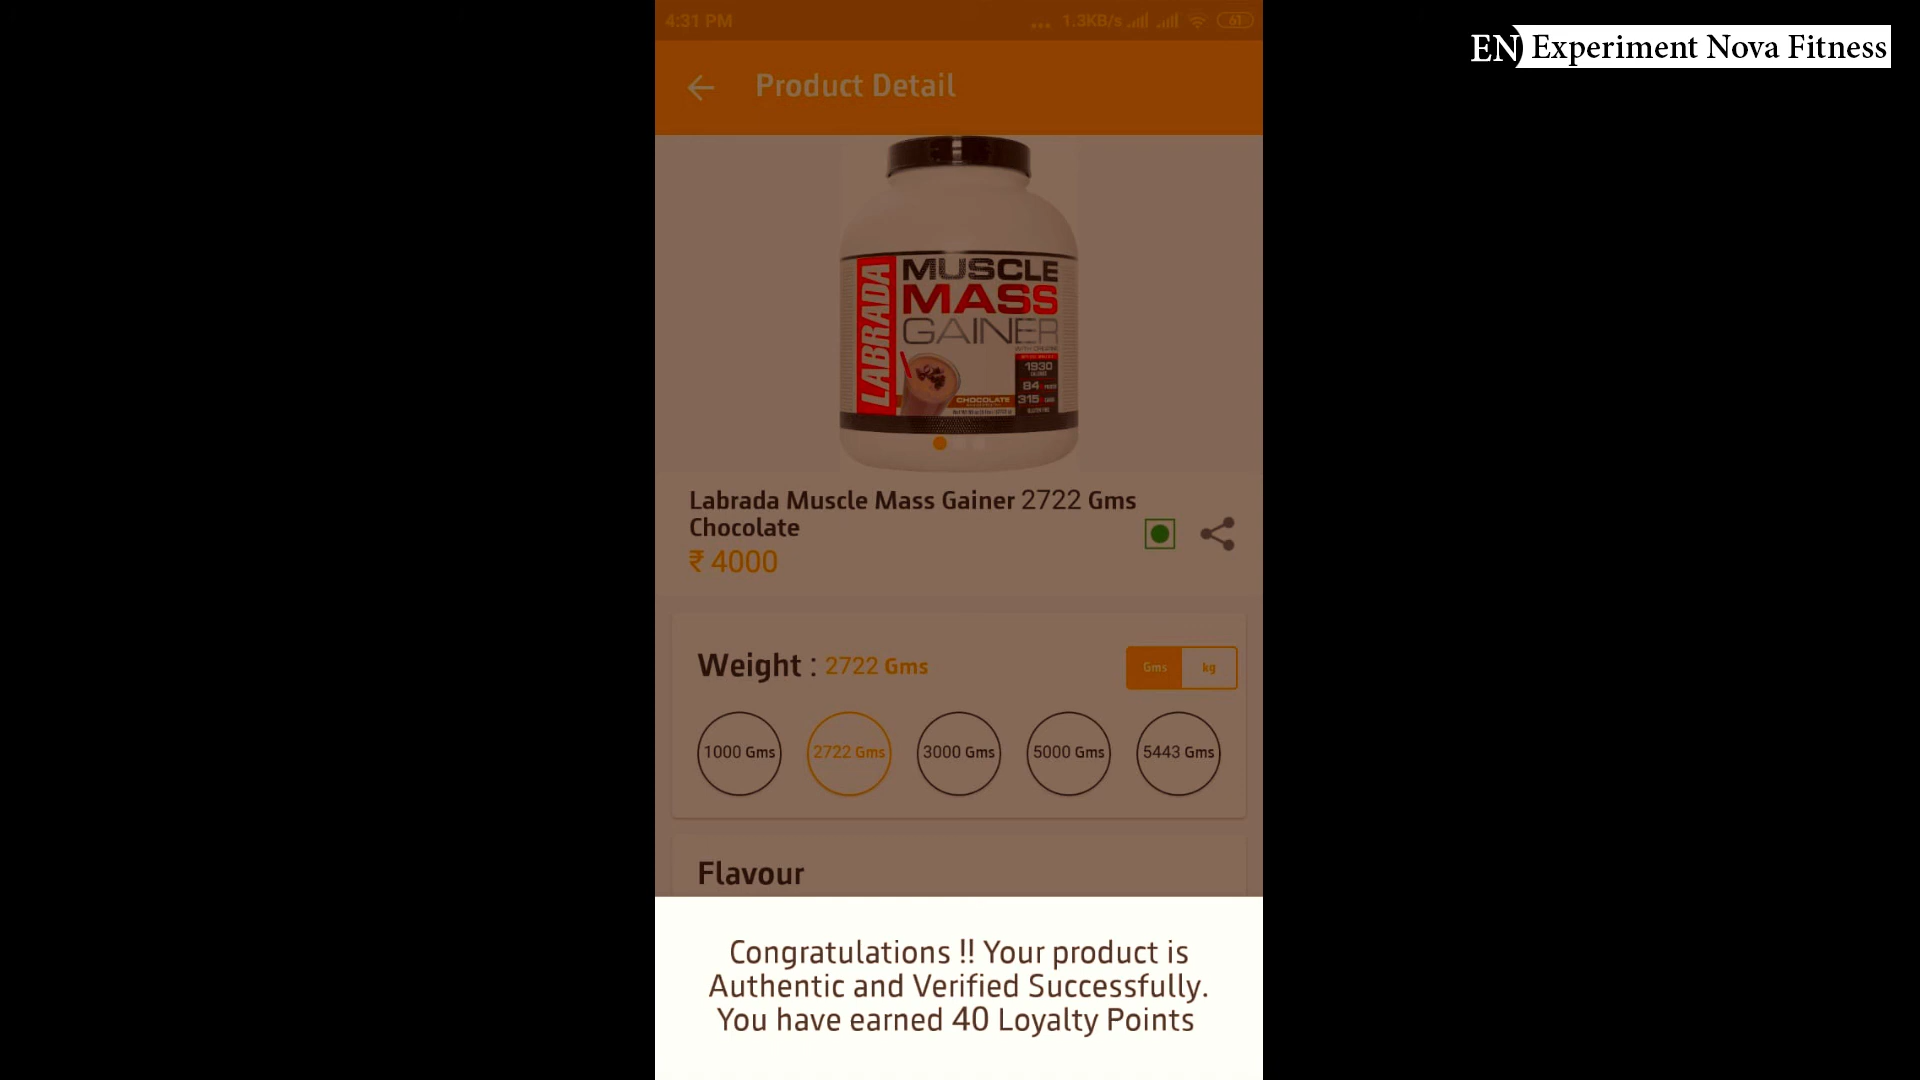 4:31 PM
... 1.3KB/s 61
EN Experiment Nova Fitness
Product Detail
LABRADA
MUSCLE
MASS
GAINER
1930
84
315
CHOCOLATE
Labrada Muscle Mass Gainer 2722 Gms
Chocolate
₹ 4000
Weight : 2722 Gms
Gms kg
1000 Gms 2722 Gms 3000 Gms 5000 Gms 5443 Gms
Flavour
Congratulations !! Your product is
Authentic and Verified Successfully.
You have earned 40 Loyalty Points